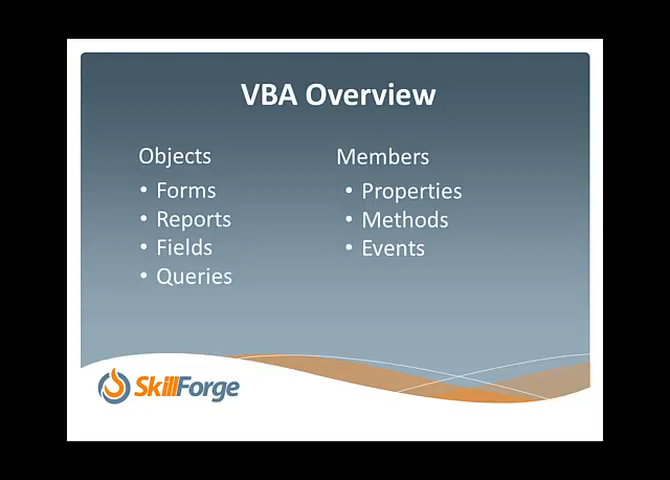 VBA Overview
Objects
• Forms
• Reports
• Fields
• Queries
Members
• Properties
• Methods
• Events
SkillForge